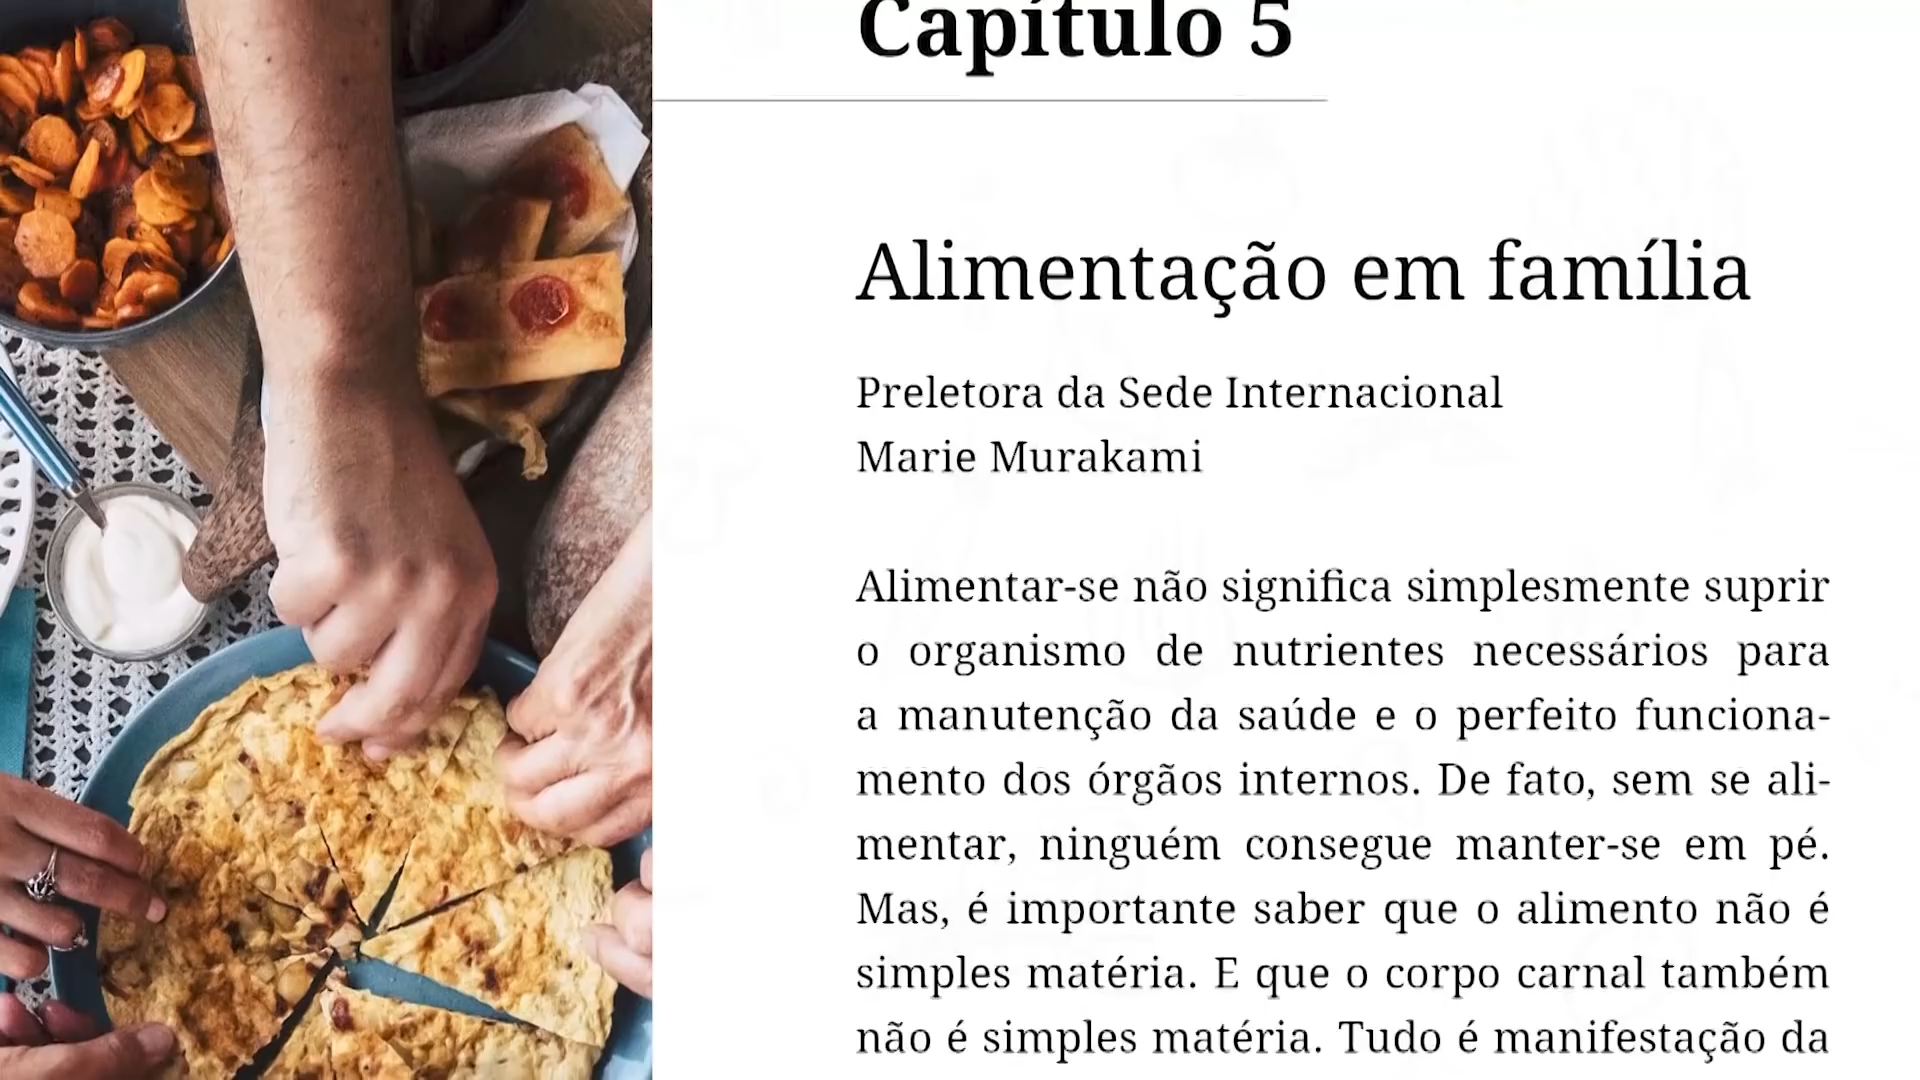 Capítulo 5
Alimentação em família
Preletora da Sede Internacional
Marie Murakami
Alimentar-se não significa simplesmente suprir
o organismo de nutrientes necessários para
a manutenção da saúde e o perfeito funciona-
mento dos órgãos internos. De fato, sem se ali-
mentar, ninguém consegue manter-se em pé.
Mas, é importante saber que o alimento não é
simples matéria. E que o corpo carnal também
não é simples matéria. Tudo é manifestação da